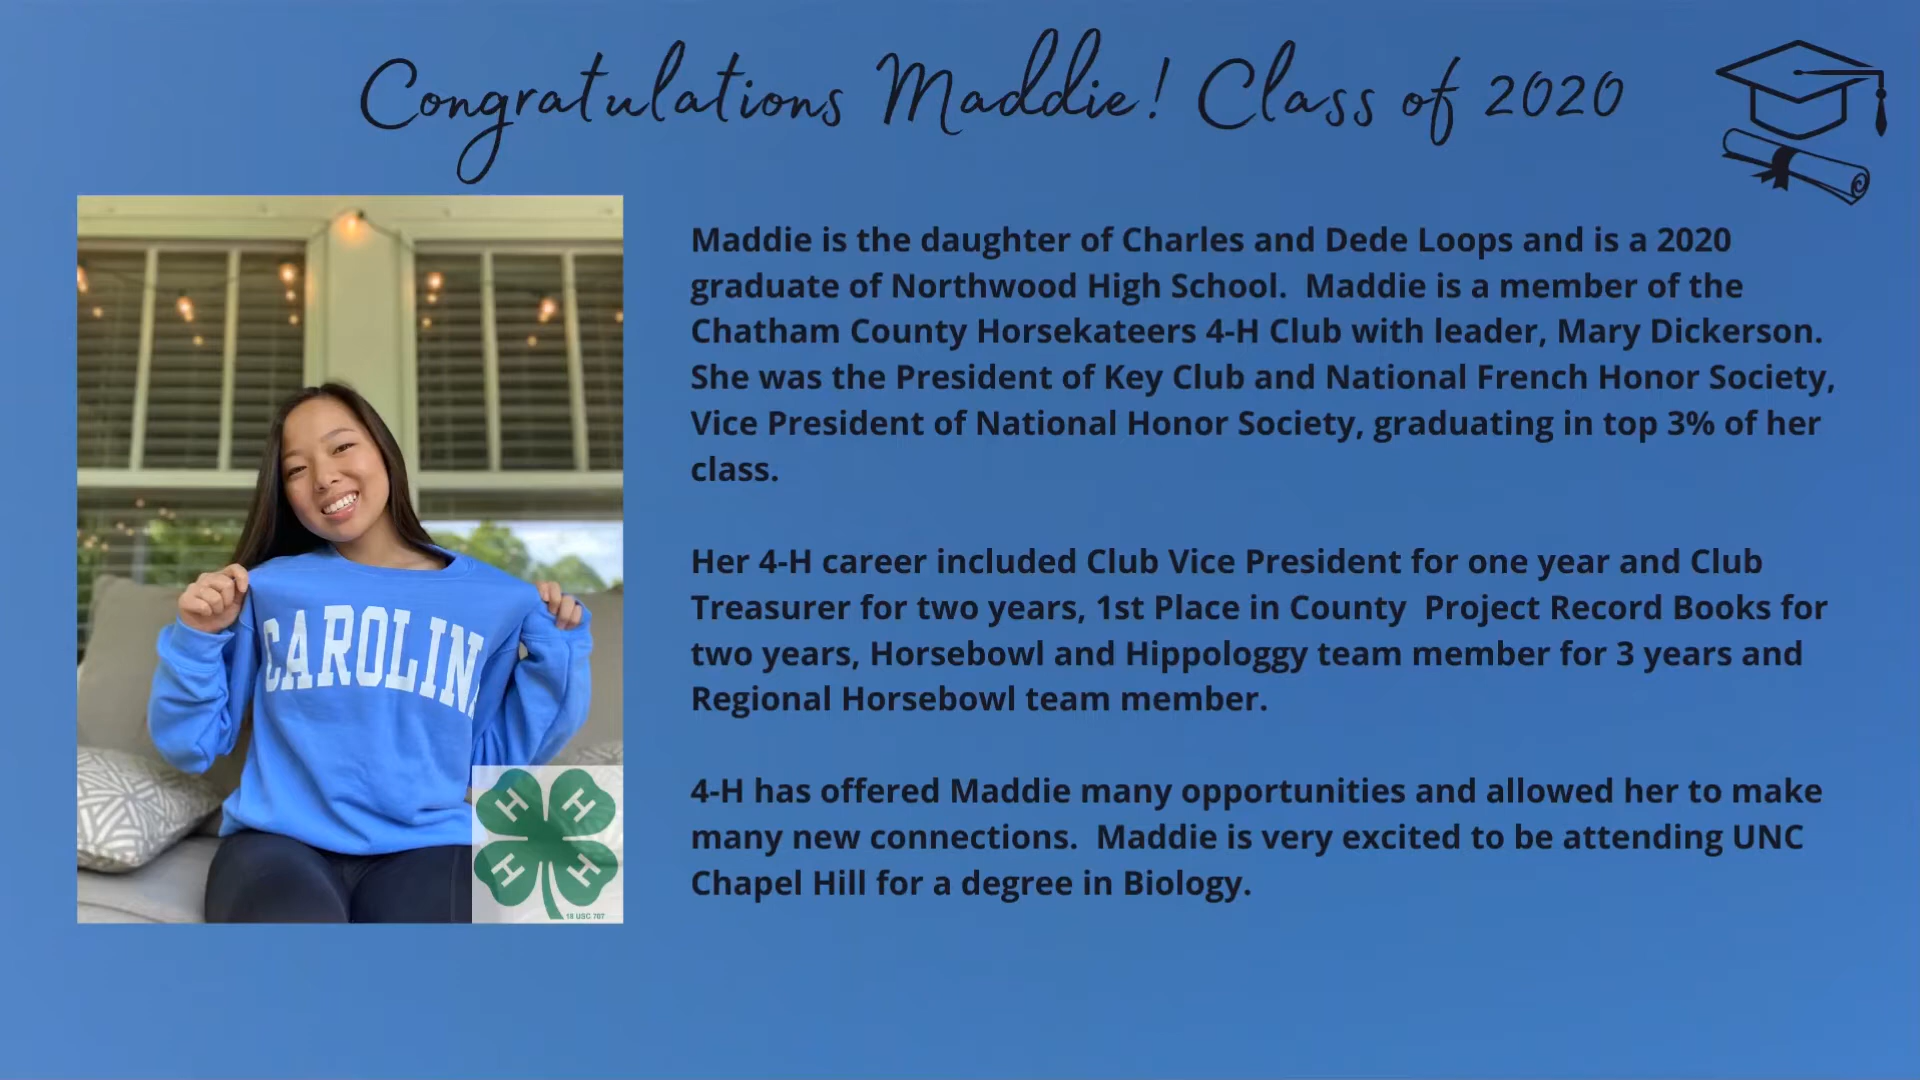 Congratulations Maddie! Class of 2020
Maddie is the daughter of Charles and Dede Loops and is a 2020
graduate of Northwood High School.  Maddie is a member of the
Chatham County Horsekateers 4-H Club with leader, Mary Dickerson.
She was the President of Key Club and National French Honor Society,
Vice President of National Honor Society, graduating in top 3% of her
class.
Her 4-H career included Club Vice President for one year and Club
Treasurer for two years, 1st Place in County  Project Record Books for
two years, Horsebowl and Hippologgy team member for 3 years and
Regional Horsebowl team member.
4-H has offered Maddie many opportunities and allowed her to make
many new connections.  Maddie is very excited to be attending UNC
Chapel Hill for a degree in Biology.
CAROLINA
H H
H H
18 USC 707